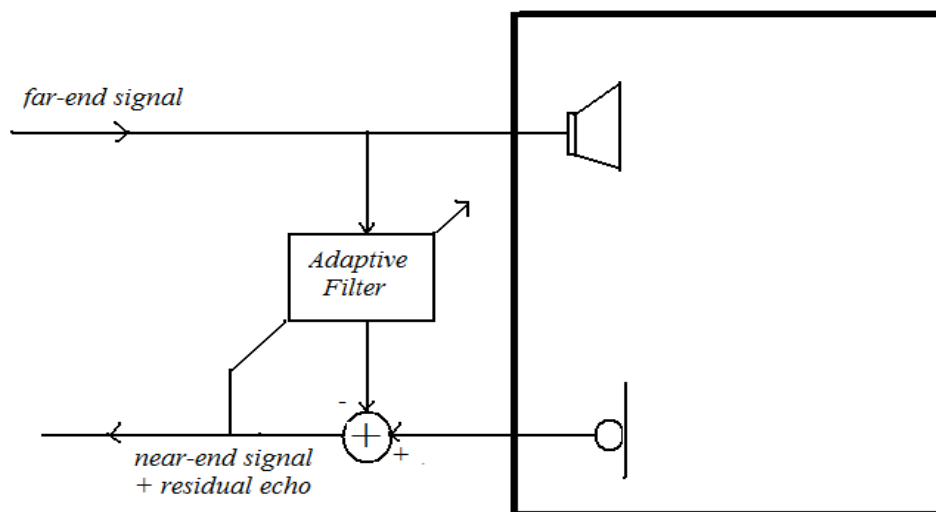 far-end signal
Adaptive
Filter
-
+
+
near-end signal
+ residual echo